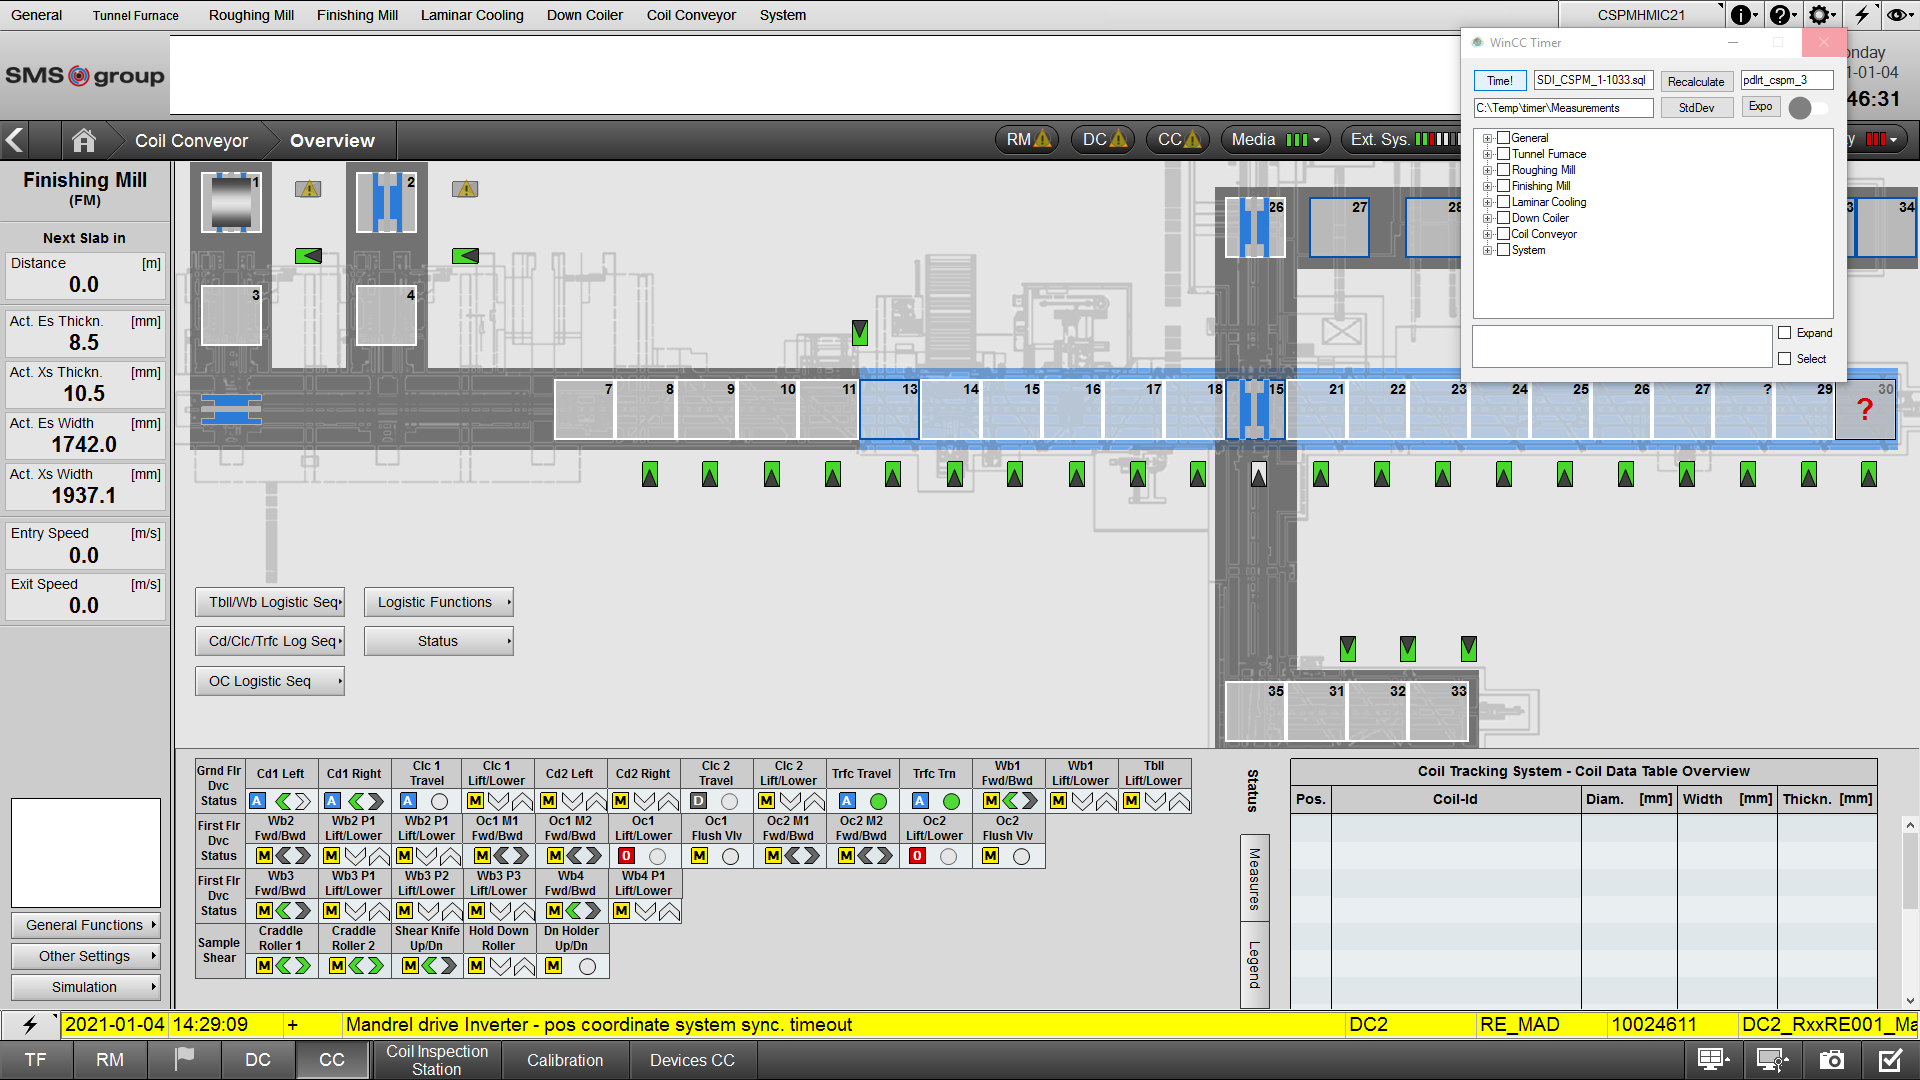 General Tunnel Furnace Roughing Mill Finishing Mill Laminar Cooling Down Coiler Coil Conveyor System CSPMHMIC21
SMS group
WinCC Timer
Time! SDI_CSPM_1-1033.sql Recalculate pdlrt_cspm_3
C:\Temp\timer\Measurements StdDev Expo
General
Tunnel Furnace
Roughing Mill
Finishing Mill
Laminar Cooling
Down Coiler
Coil Conveyor
System
Expand
Select
onday
1-01-04
46:31
Coil Conveyor Overview RM DC CC Media Ext. Sys.
Finishing Mill
(FM)
Next Slab in
Distance [m]
0.0
Act. Es Thickn. [mm]
8.5
Act. Xs Thickn. [mm]
10.5
Act. Es Width [mm]
1742.0
Act. Xs Width [mm]
1937.1
Entry Speed [m/s]
0.0
Exit Speed [m/s]
0.0
1 2 26 27 28 3 34
3 4
7 8 9 10 11 13 14 15 16 17 18 15 21 22 23 24 25 26 27 ? 29 30
?
35 31 32 33
Tbll/Wb Logistic Seq Logistic Functions
Cd/Clc/Trfc Log Seq Status
OC Logistic Seq
General Functions
Other Settings
Simulation
Grnd Flr Dvc Status
Cd1 Left Cd1 Right Clc 1 Travel Clc 1 Lift/Lower Cd2 Left Cd2 Right Clc 2 Travel Clc 2 Lift/Lower Trfc Travel Trfc Trn Wb1 Fwd/Bwd Wb1 Lift/Lower Tbll Lift/Lower
A A A M M M D M A A M M M
First Flr Dvc Status
Wb2 Fwd/Bwd Wb2 P1 Lift/Lower Wb2 P1 Lift/Lower Oc1 M1 Fwd/Bwd Oc1 M2 Fwd/Bwd Oc1 Lift/Lower Oc1 Flush Vlv Oc2 M1 Fwd/Bwd Oc2 M2 Fwd/Bwd Oc2 Lift/Lower Oc2 Flush Vlv
M M M M M 0 M M M 0 M
First Flr Dvc Status
Wb3 Fwd/Bwd Wb3 P1 Lift/Lower Wb3 P2 Lift/Lower Wb3 P3 Lift/Lower Wb4 Fwd/Bwd Wb4 P1 Lift/Lower
M M M M M M
Sample Shear
Craddle Roller 1 Craddle Roller 2 Shear Knife Up/Dn Hold Down Roller Dn Holder Up/Dn
M M M M M
Status
Measures
Legend
Coil Tracking System - Coil Data Table Overview
Pos. Coil-Id Diam. [mm] Width [mm] Thickn. [mm]
2021-01-04 14:29:09 + Mandrel drive Inverter - pos coordinate system sync. timeout DC2 RE_MAD 10024611 DC2_RxxRE001_Ma
TF RM DC CC Coil Inspection Station Calibration Devices CC